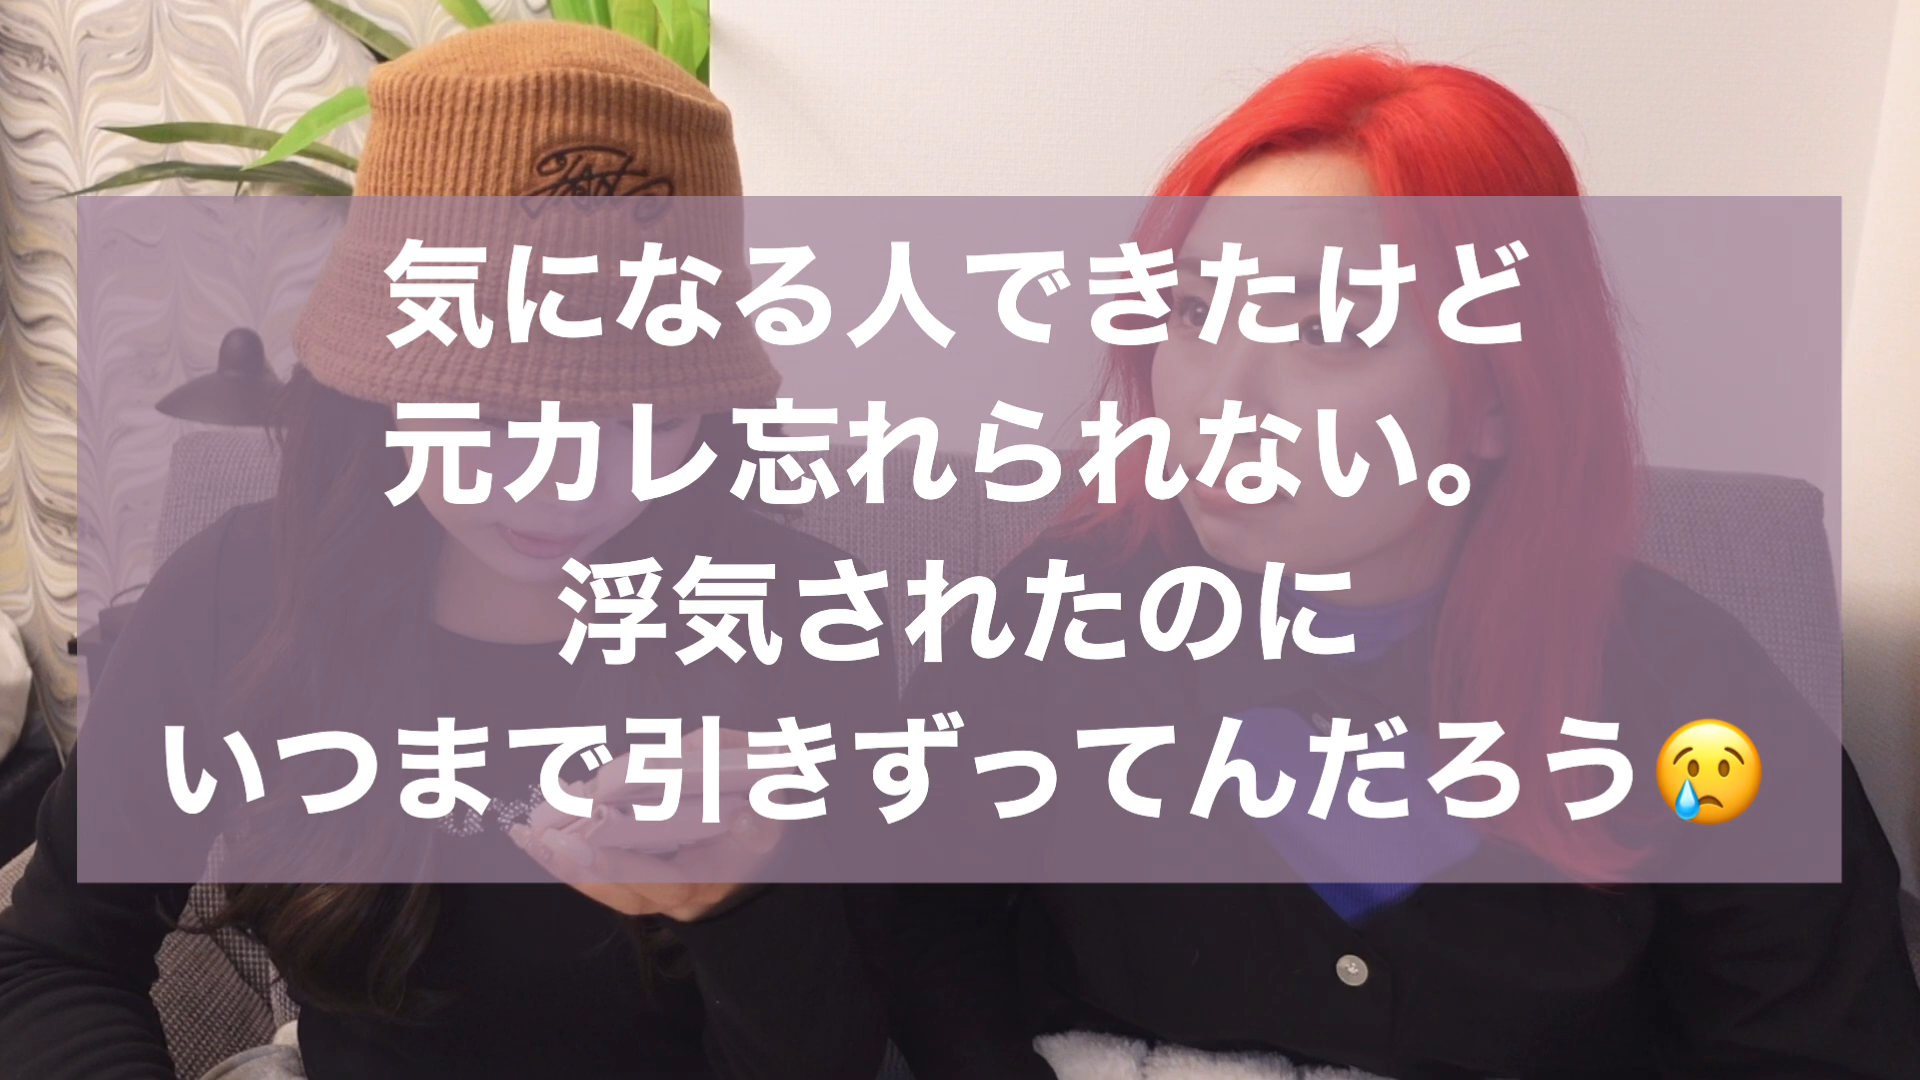 気になる人できたけど
元カレ忘れられない。
浮気されたのに
いつまで引きずってんだろう😢